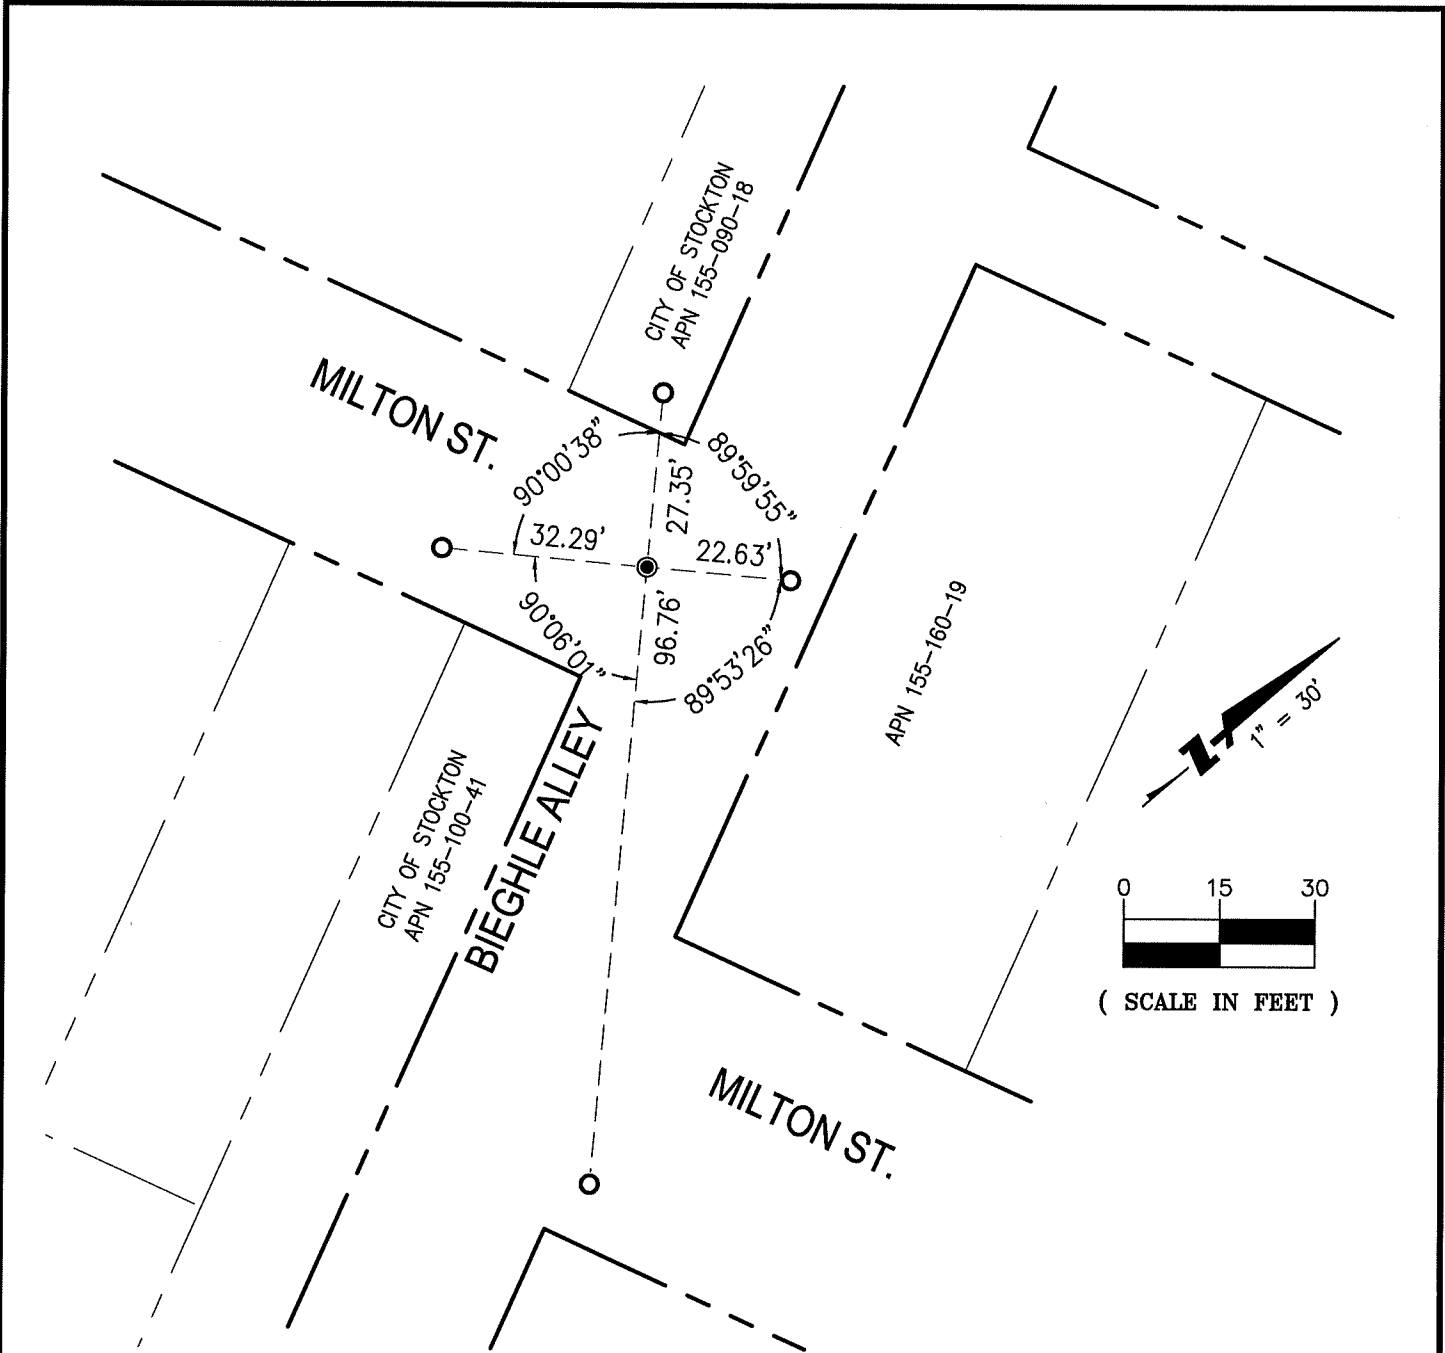 CITY OF STOCKTON
APN 155-090-18
MILTON ST.
90°00'38"
89°59'55"
27.35'
32.29'
22.63'
96.76'
90°06'01"
89°53'26"
APN 155-160-19
1" = 30'
CITY OF STOCKTON
APN 155-100-41
BIEGHLE ALLEY
0 15 30
( SCALE IN FEET )
MILTON ST.